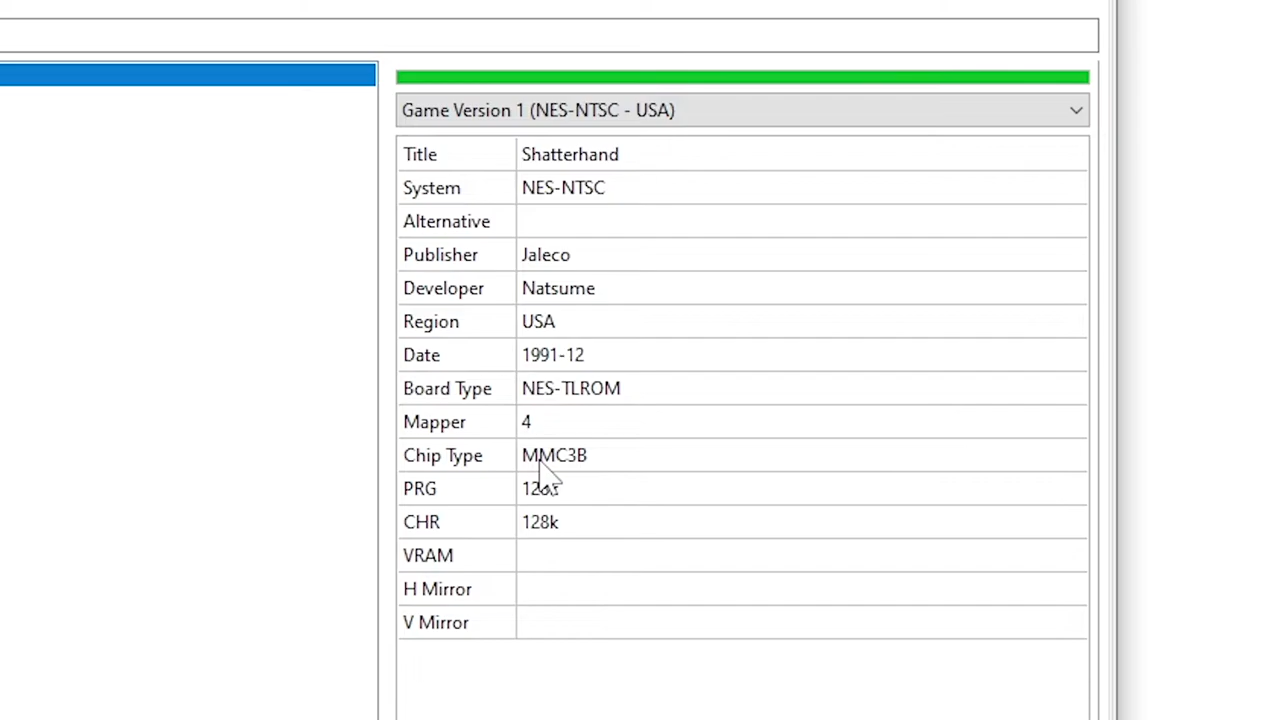 Game Version 1 (NES-NTSC - USA)
Title Shatterhand
System NES-NTSC
Alternative
Publisher Jaleco
Developer Natsume
Region USA
Date 1991-12
Board Type NES-TLROM
Mapper 4
Chip Type MMC3B
PRG
CHR 128k
VRAM
H Mirror
V Mirror